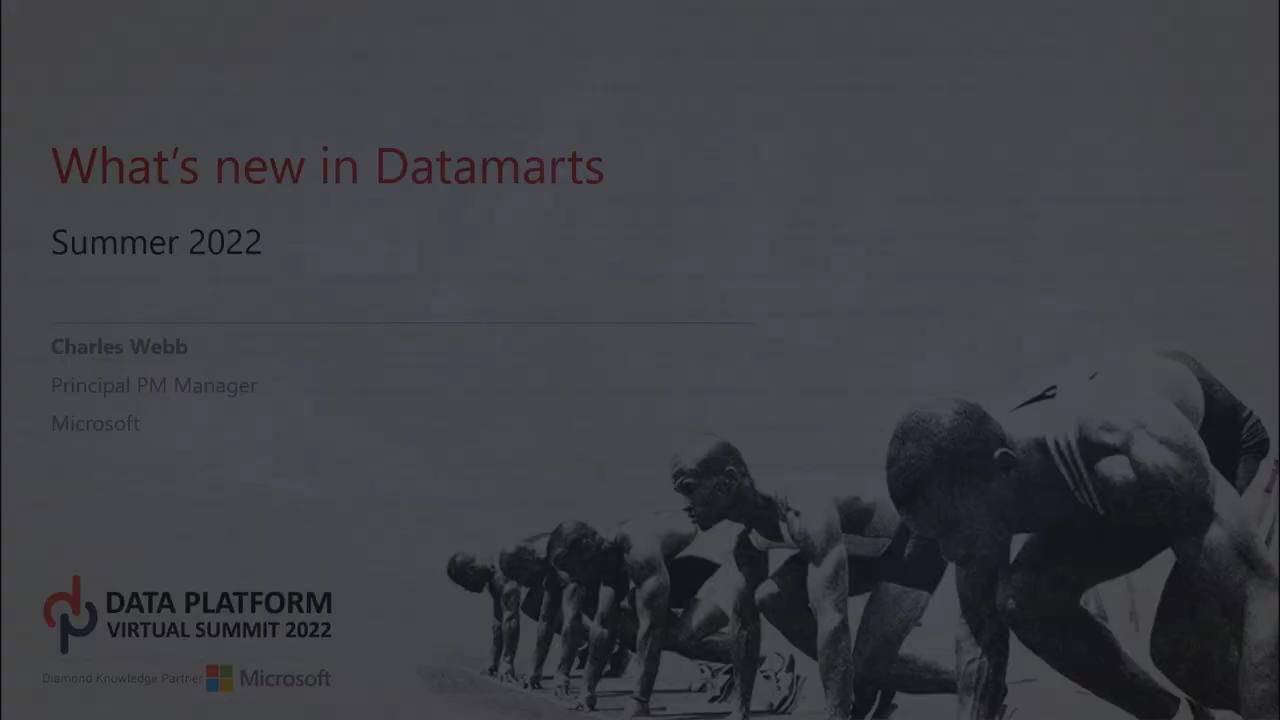 What's new in Datamarts
Summer 2022
Charles Webb
Principal PM Manager
Microsoft
DATA PLATFORM
VIRTUAL SUMMIT 2022
Diamond Knowledge Partner Microsoft